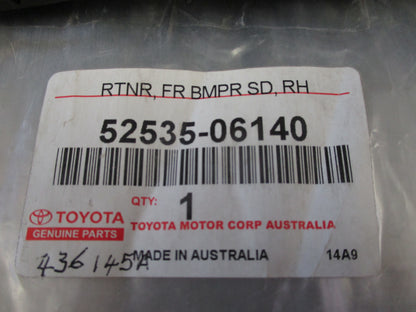 RTNR, FR BMPR SD, RH
52535-06140
QTY: 1
TOYOTA
GENUINE PARTS
TOYOTA MOTOR CORP AUSTRALIA
MADE IN AUSTRALIA 14A9
436145A